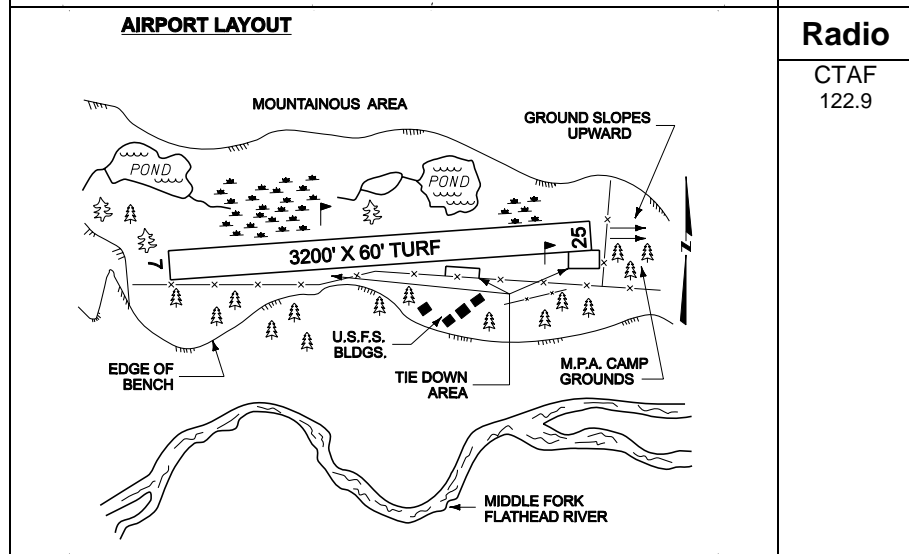 AIRPORT LAYOUT
Radio
CTAF
122.9
MOUNTAINOUS AREA
GROUND SLOPES
UPWARD
POND
POND
7
3200' X 60' TURF
25
N
U.S.F.S.
BLDGS.
EDGE OF
BENCH
TIE DOWN
AREA
M.P.A. CAMP
GROUNDS
MIDDLE FORK
FLATHEAD RIVER